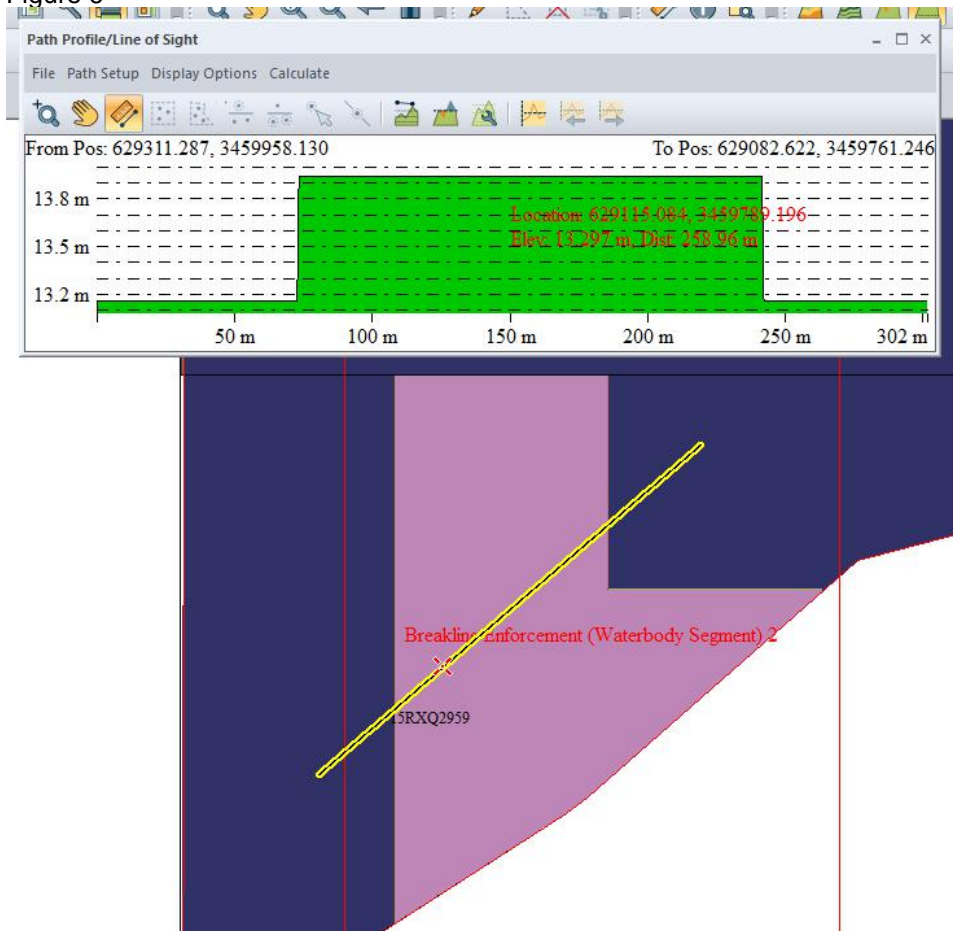 Figure 8
Path Profile/Line of Sight
File Path Setup Display Options Calculate
From Pos: 629311.287, 3459958.130 To Pos: 629082.622, 3459761.246
13.8 m
Location: 629115.084, 3459789.196
13.5 m
Elev: 13.297 m, Dist: 258.96 m
13.2 m
50 m 100 m 150 m 200 m 250 m 302 m
Breakline Enforcement (Waterbody Segment) 2
15RXQ2959